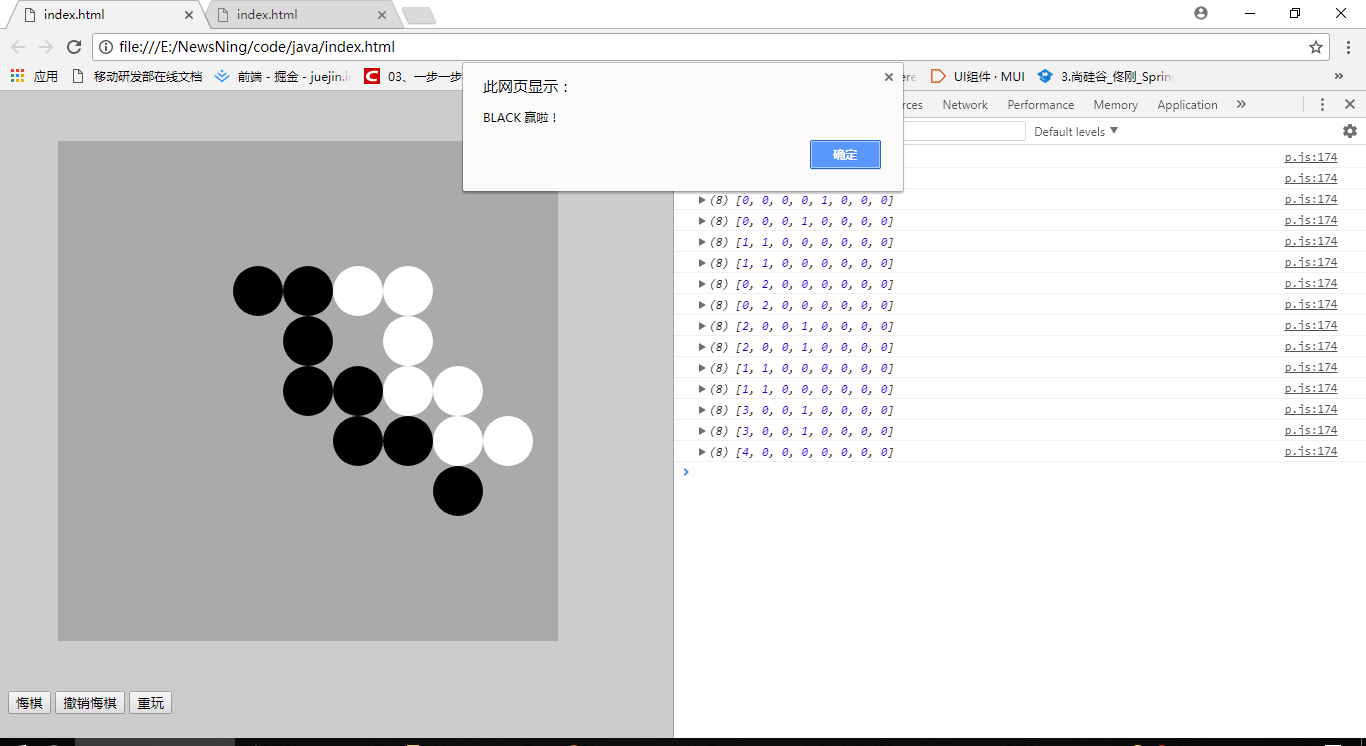 index.html index.html
file:///E:/NewsNing/code/java/index.html
应用 移动研发部在线文档 前端 - 掘金 - juejin.i 03、一步一步 ere UI组件 · MUI 3.尚硅谷_佟刚_Sprin »
此网页显示：
BLACK 赢啦！
确定
rces Network Performance Memory Application »
Default levels ▼
p.js:174
p.js:174
(8) [0, 0, 0, 0, 1, 0, 0, 0] p.js:174
(8) [0, 0, 0, 1, 0, 0, 0, 0] p.js:174
(8) [1, 1, 0, 0, 0, 0, 0, 0] p.js:174
(8) [1, 1, 0, 0, 0, 0, 0, 0] p.js:174
(8) [0, 2, 0, 0, 0, 0, 0, 0] p.js:174
(8) [0, 2, 0, 0, 0, 0, 0, 0] p.js:174
(8) [2, 0, 0, 1, 0, 0, 0, 0] p.js:174
(8) [2, 0, 0, 1, 0, 0, 0, 0] p.js:174
(8) [1, 1, 0, 0, 0, 0, 0, 0] p.js:174
(8) [1, 1, 0, 0, 0, 0, 0, 0] p.js:174
(8) [3, 0, 0, 1, 0, 0, 0, 0] p.js:174
(8) [3, 0, 0, 1, 0, 0, 0, 0] p.js:174
(8) [4, 0, 0, 0, 0, 0, 0, 0] p.js:174
悔棋 撤销悔棋 重玩